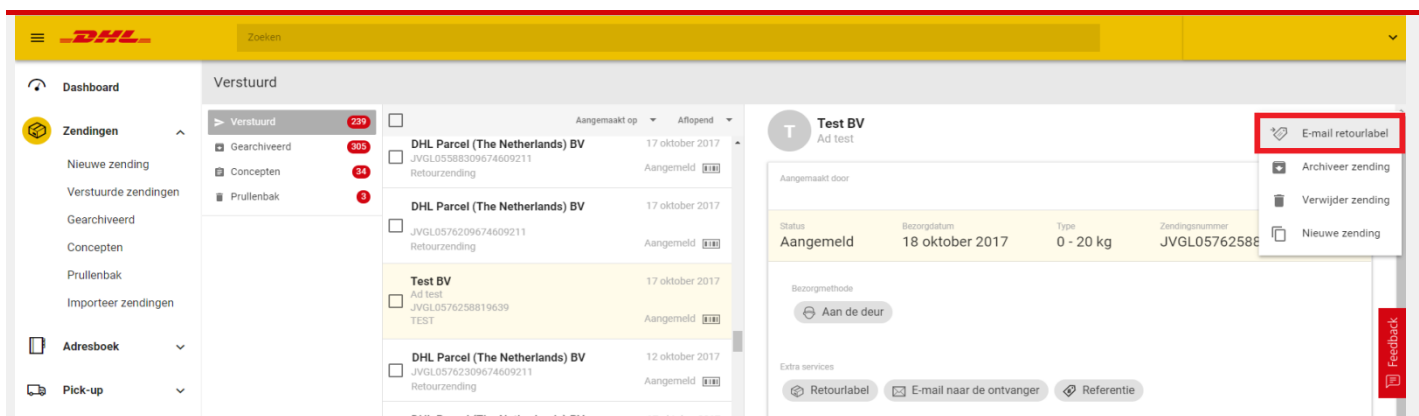 DHL
Zoeken
Dashboard
Zendingen
Nieuwe zending
Verstuurde zendingen
Gearchiveerd
Concepten
Prullenbak
Importeer zendingen
Adresboek
Pick-up
Verstuurd
Verstuurd 239
Gearchiveerd 305
Concepten 34
Prullenbak 3
Aangemaakt op Aflopend
DHL Parcel (The Netherlands) BV 17 oktober 2017
JVGL05588309674609211
Retourzending Aangemeld
DHL Parcel (The Netherlands) BV 17 oktober 2017
JVGL0576209674609211
Retourzending Aangemeld
Test BV 17 oktober 2017
Ad test
JVGL0576258819639
TEST Aangemeld
DHL Parcel (The Netherlands) BV 12 oktober 2017
JVGL05762309674609211
Retourzending Aangemeld
T
Test BV
Ad test
Aangemaakt door
Status Bezorgdatum Type Zendingsnummer
Aangemeld 18 oktober 2017 0 - 20 kg JVGL05762588
Bezorgmethode
Aan de deur
Extra services
Retourlabel E-mail naar de ontvanger Referentie
E-mail retourlabel
Archiveer zending
Verwijder zending
Nieuwe zending
Feedback